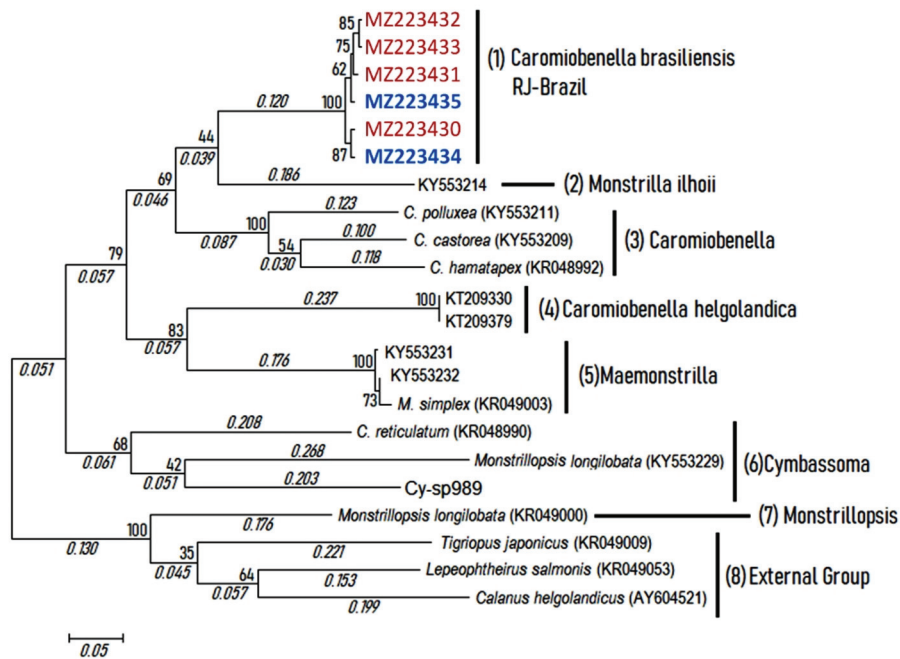 85 MZ223432
75 MZ223433
62 MZ223431
(1) Caromiobenella brasiliensis
RJ-Brazil
100 MZ223435
0.120
MZ223430
87 MZ223434
44
0.039
0.186 KY553214 (2) Monstrilla ilhoii
69
0.046
0.123 C. polluxea (KY553211)
100
0.087
0.100 C. castorea (KY553209) (3) Caromiobenella
54
0.030
0.118 C. hamatapex (KR048992)
79
0.057
0.237 100 KT209330
KT209379
(4) Caromiobenella helgolandica
83
0.057
0.176 100 KY553231
KY553232
(5)Maemonstrilla
73 M. simplex (KR049003)
0.051
0.208 C. reticulatum (KR048990)
68
0.061
0.268 Monstrillopsis longilobata (KY553229) (6)Cymbassoma
42
0.051
0.203 Cy-sp989
0.176 Monstrillopsis longilobata (KR049000) (7) Monstrillopsis
100
0.130
0.221 Tigriopus japonicus (KR049009)
35
0.045
0.153 Lepeophtheirus salmonis (KR049053) (8) External Group
64
0.057
0.199 Calanus helgolandicus (AY604521)
0.05